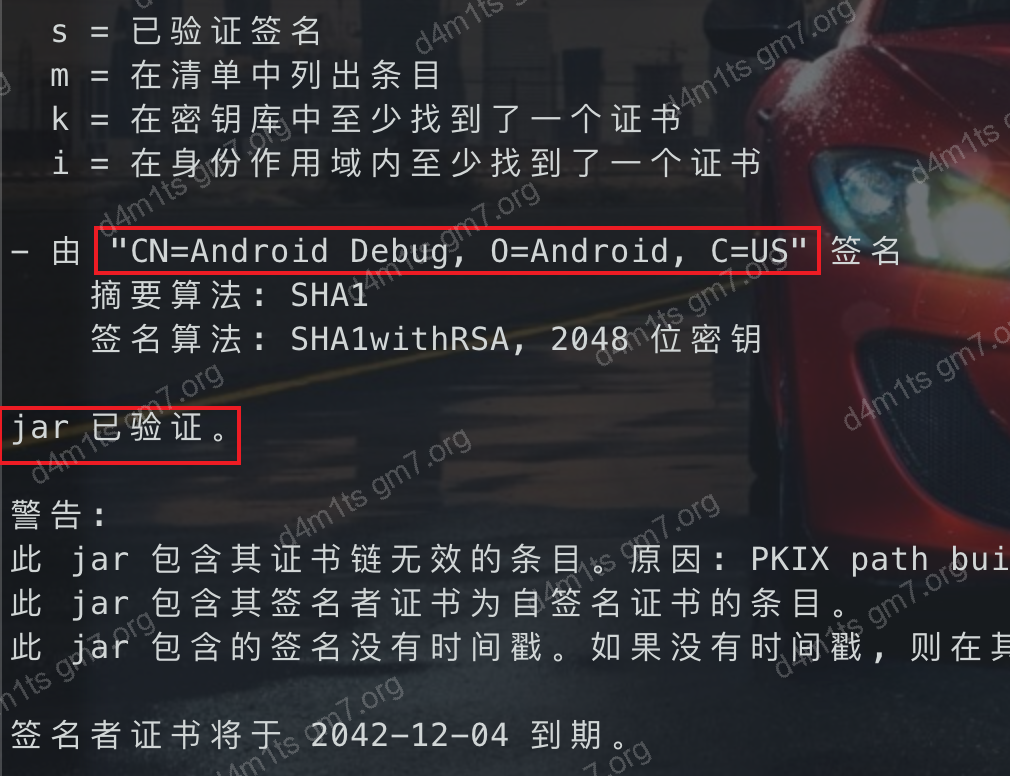 s = 已验证签名
m = 在清单中列出条目
k = 在密钥库中至少找到了一个证书
i = 在身份作用域内至少找到了一个证书
- 由 "CN=Android Debug, O=Android, C=US" 签名
摘要算法: SHA1
签名算法: SHA1withRSA, 2048 位密钥
jar 已验证。
警告:
此 jar 包含其证书链无效的条目。原因: PKIX path bui
此 jar 包含其签名者证书为自签名证书的条目。
此 jar 包含的签名没有时间戳。如果没有时间戳, 则在其
签名者证书将于 2042-12-04 到期。
d4m1ts gm7.org